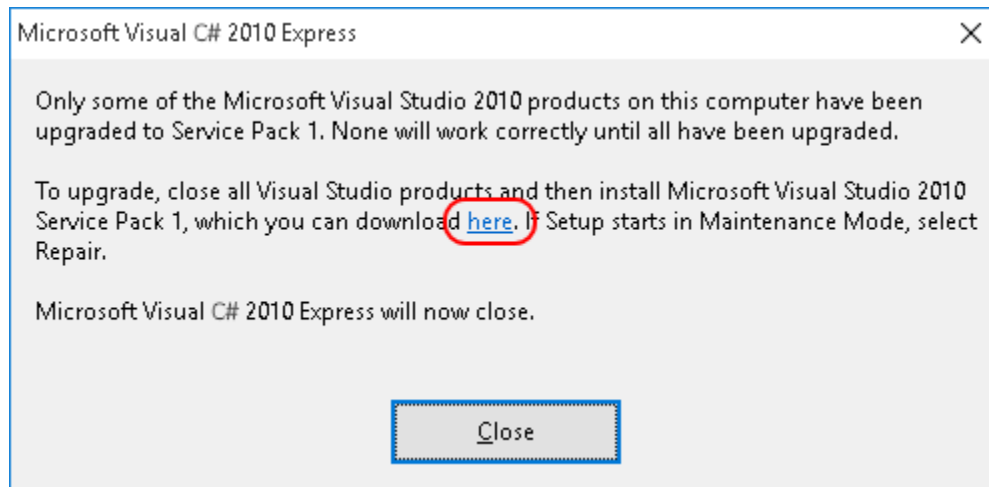 Microsoft Visual C# 2010 Express
Only some of the Microsoft Visual Studio 2010 products on this computer have been
upgraded to Service Pack 1. None will work correctly until all have been upgraded.
To upgrade, close all Visual Studio products and then install Microsoft Visual Studio 2010
Service Pack 1, which you can download here. If Setup starts in Maintenance Mode, select
Repair.
Microsoft Visual C# 2010 Express will now close.
Close